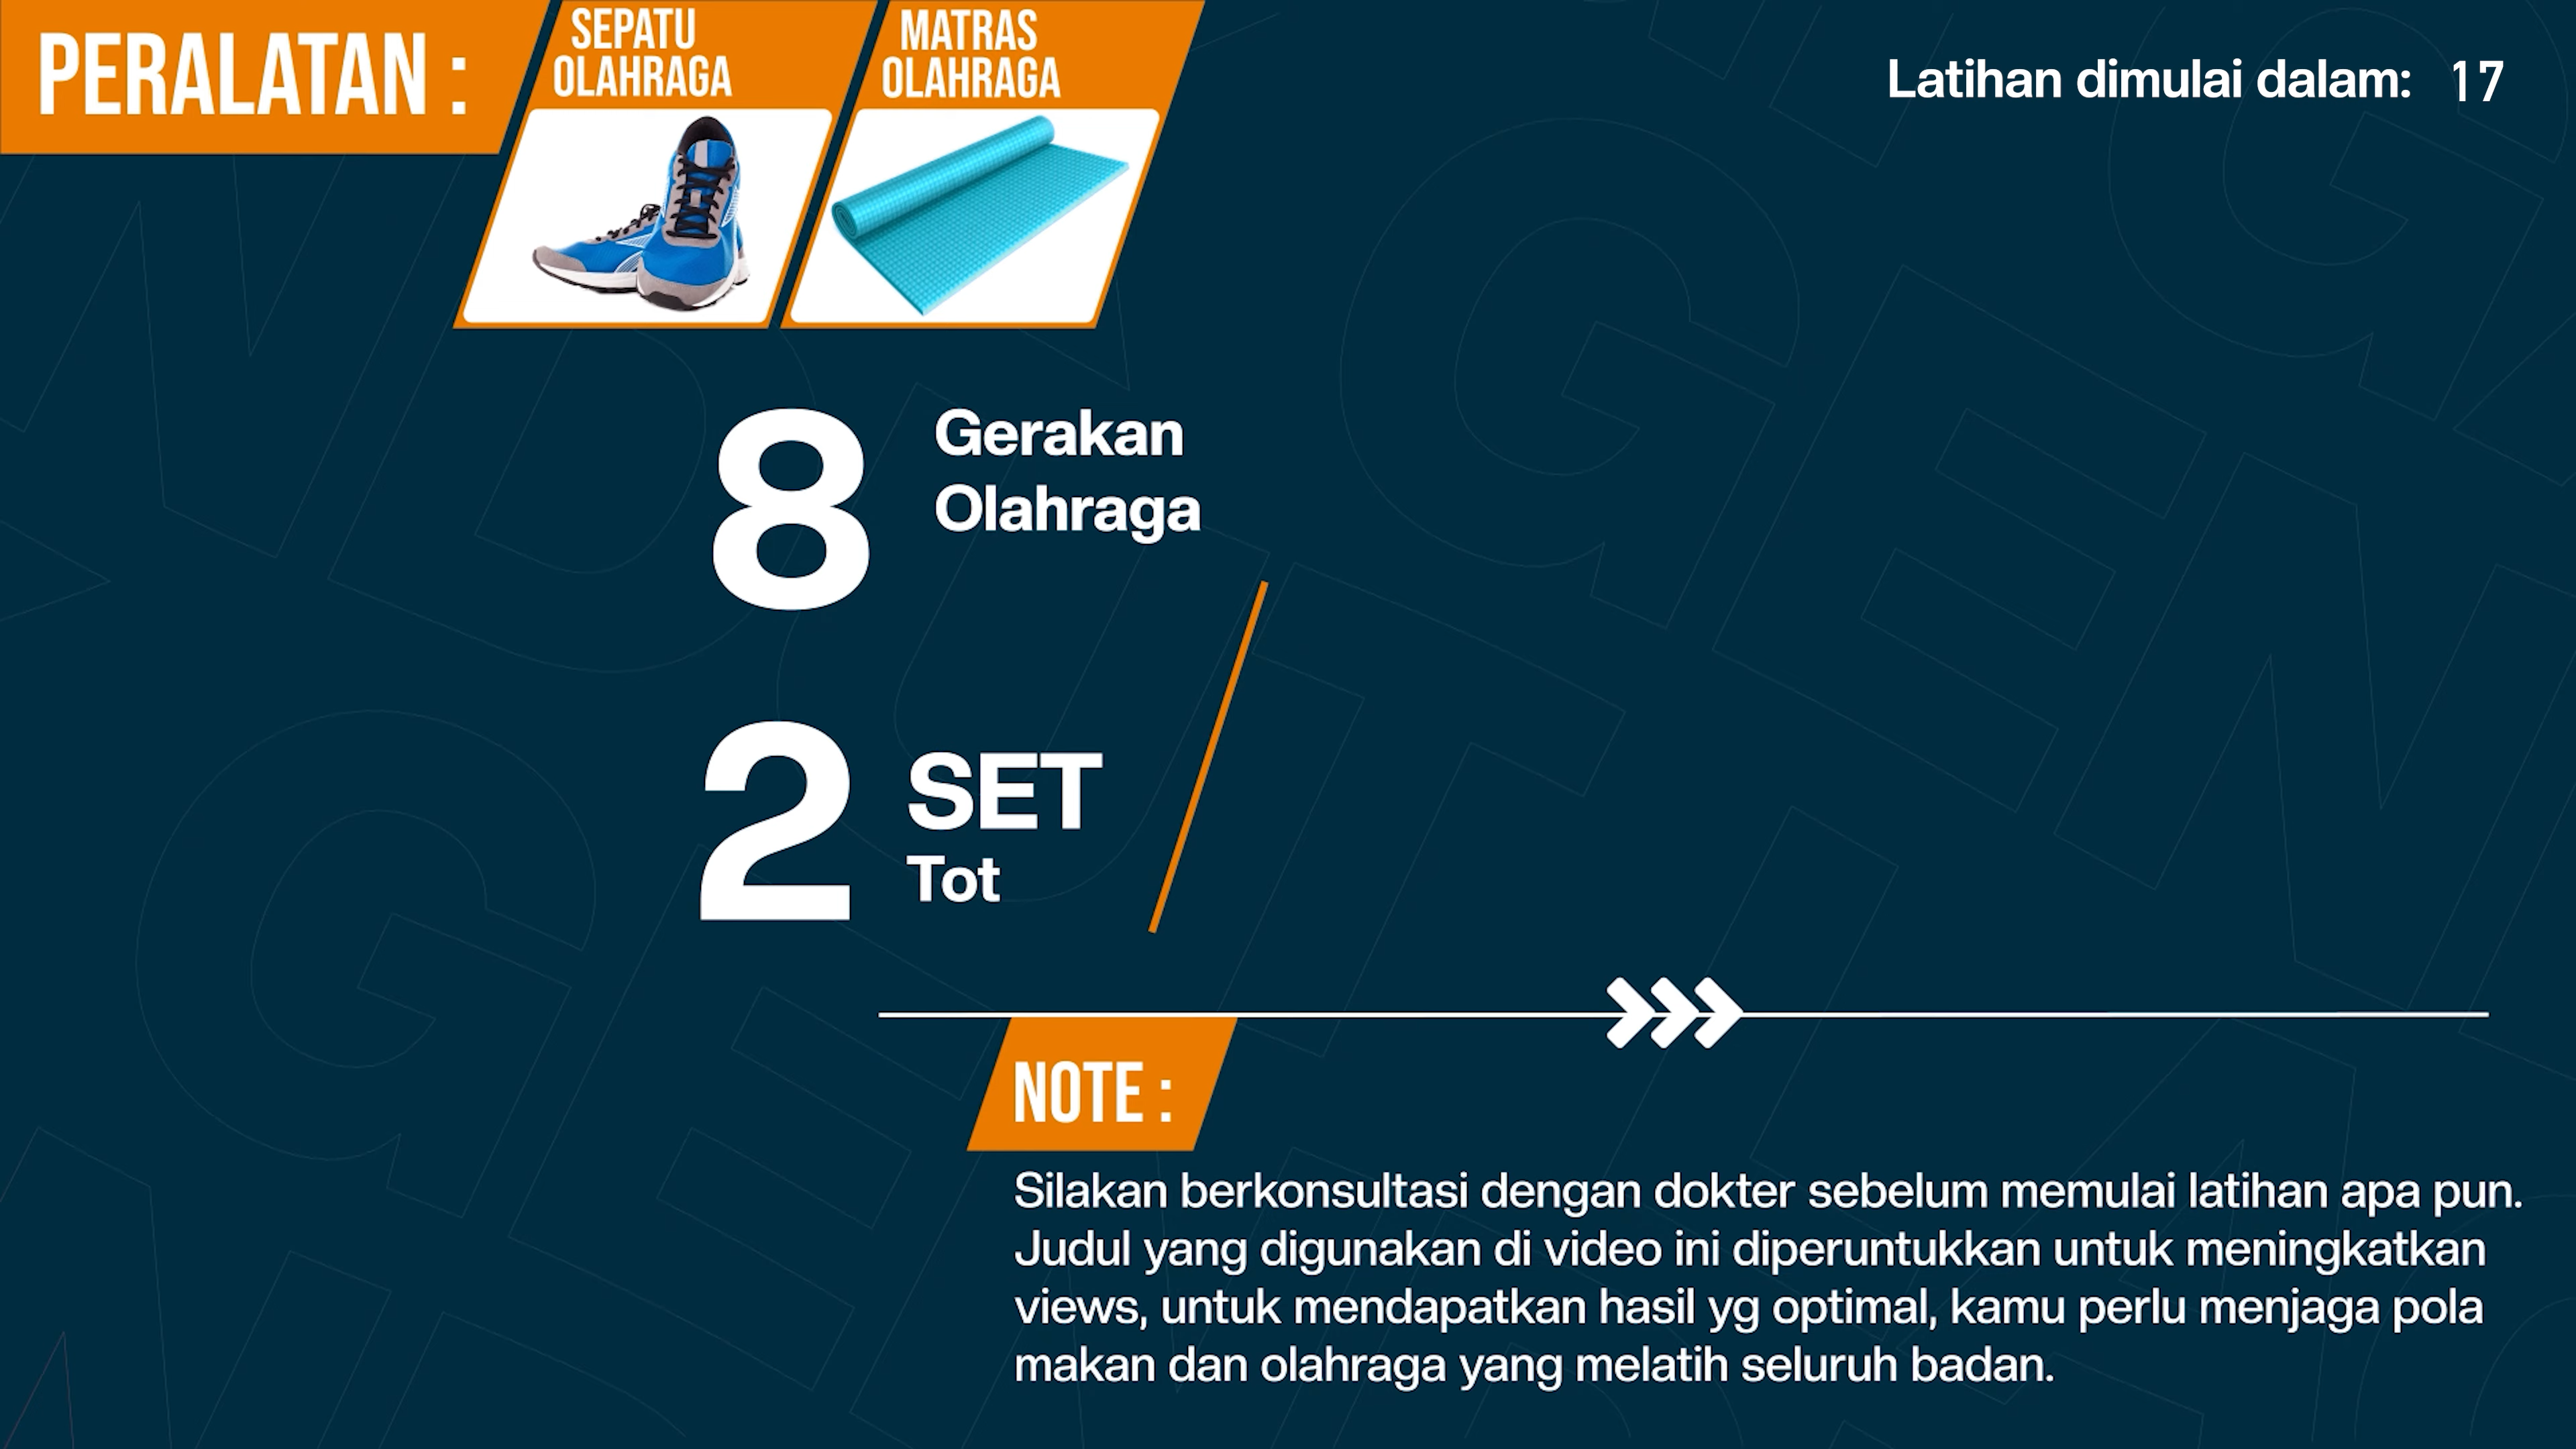 PERALATAN :
SEPATU
OLAHRAGA
MATRAS
OLAHRAGA
Latihan dimulai dalam: 17
8
Gerakan
Olahraga
2
SET
Tot
NOTE :
Silakan berkonsultasi dengan dokter sebelum memulai latihan apa pun.
Judul yang digunakan di video ini diperuntukkan untuk meningkatkan
views, untuk mendapatkan hasil yg optimal, kamu perlu menjaga pola
makan dan olahraga yang melatih seluruh badan.